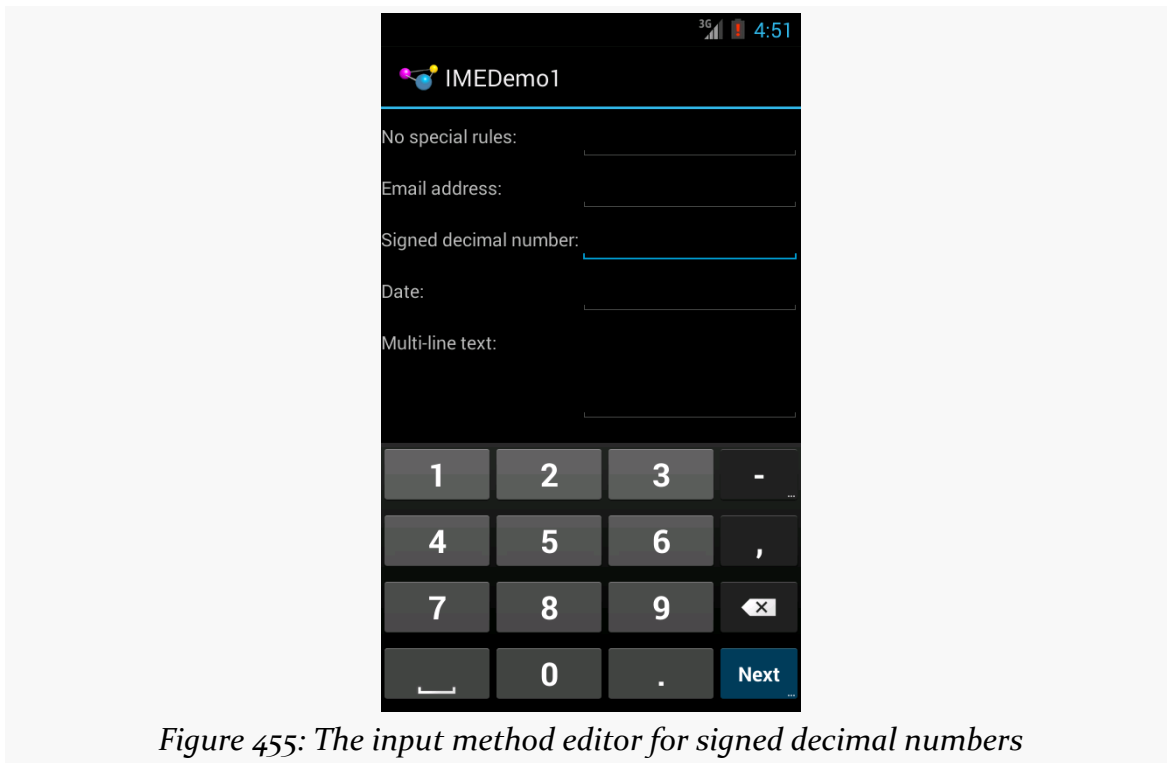 3G 4:51
IMEDemo1
No special rules:
Email address:
Signed decimal number:
Date:
Multi-line text:
1 2 3 -
4 5 6 ,
7 8 9
0 . Next
Figure 455: The input method editor for signed decimal numbers